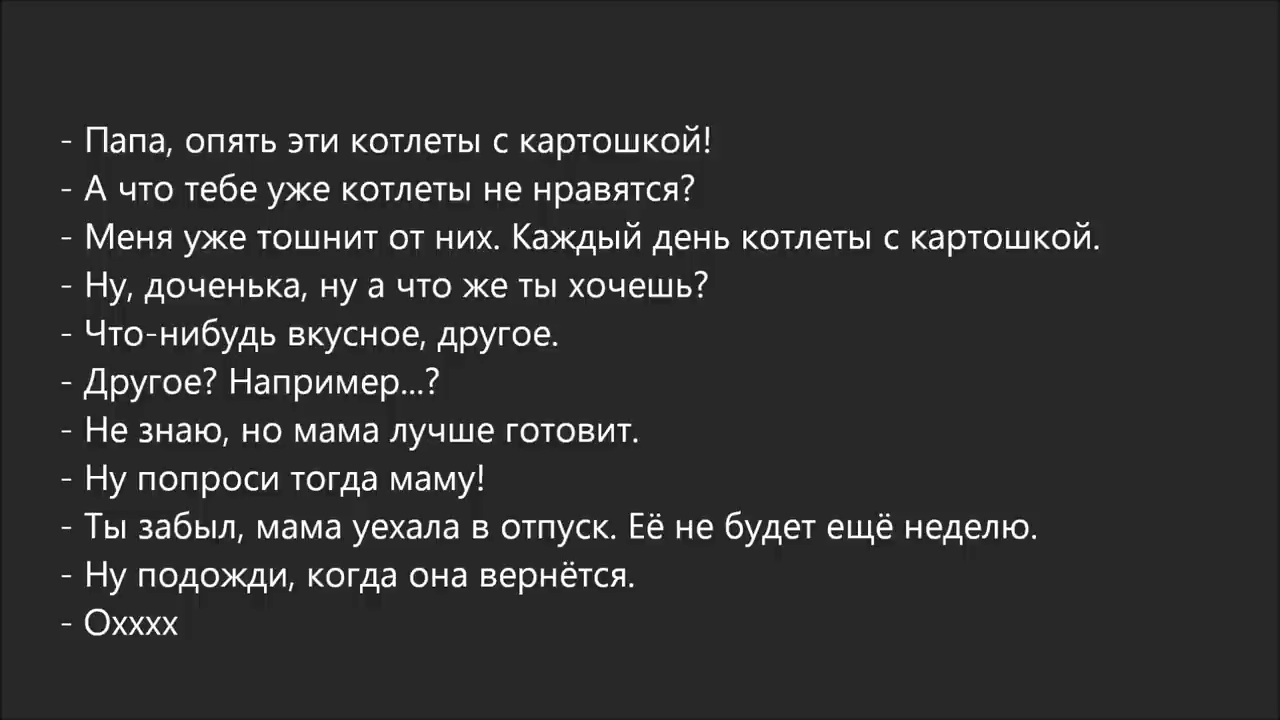 - Папа, опять эти котлеты с картошкой!
- А что тебе уже котлеты не нравятся?
- Меня уже тошнит от них. Каждый день котлеты с картошкой.
- Ну, доченька, ну а что же ты хочешь?
- Что-нибудь вкусное, другое.
- Другое? Например...?
- Не знаю, но мама лучше готовит.
- Ну попроси тогда маму!
- Ты забыл, мама уехала в отпуск. Её не будет ещё неделю.
- Ну подожди, когда она вернётся.
- Охххх